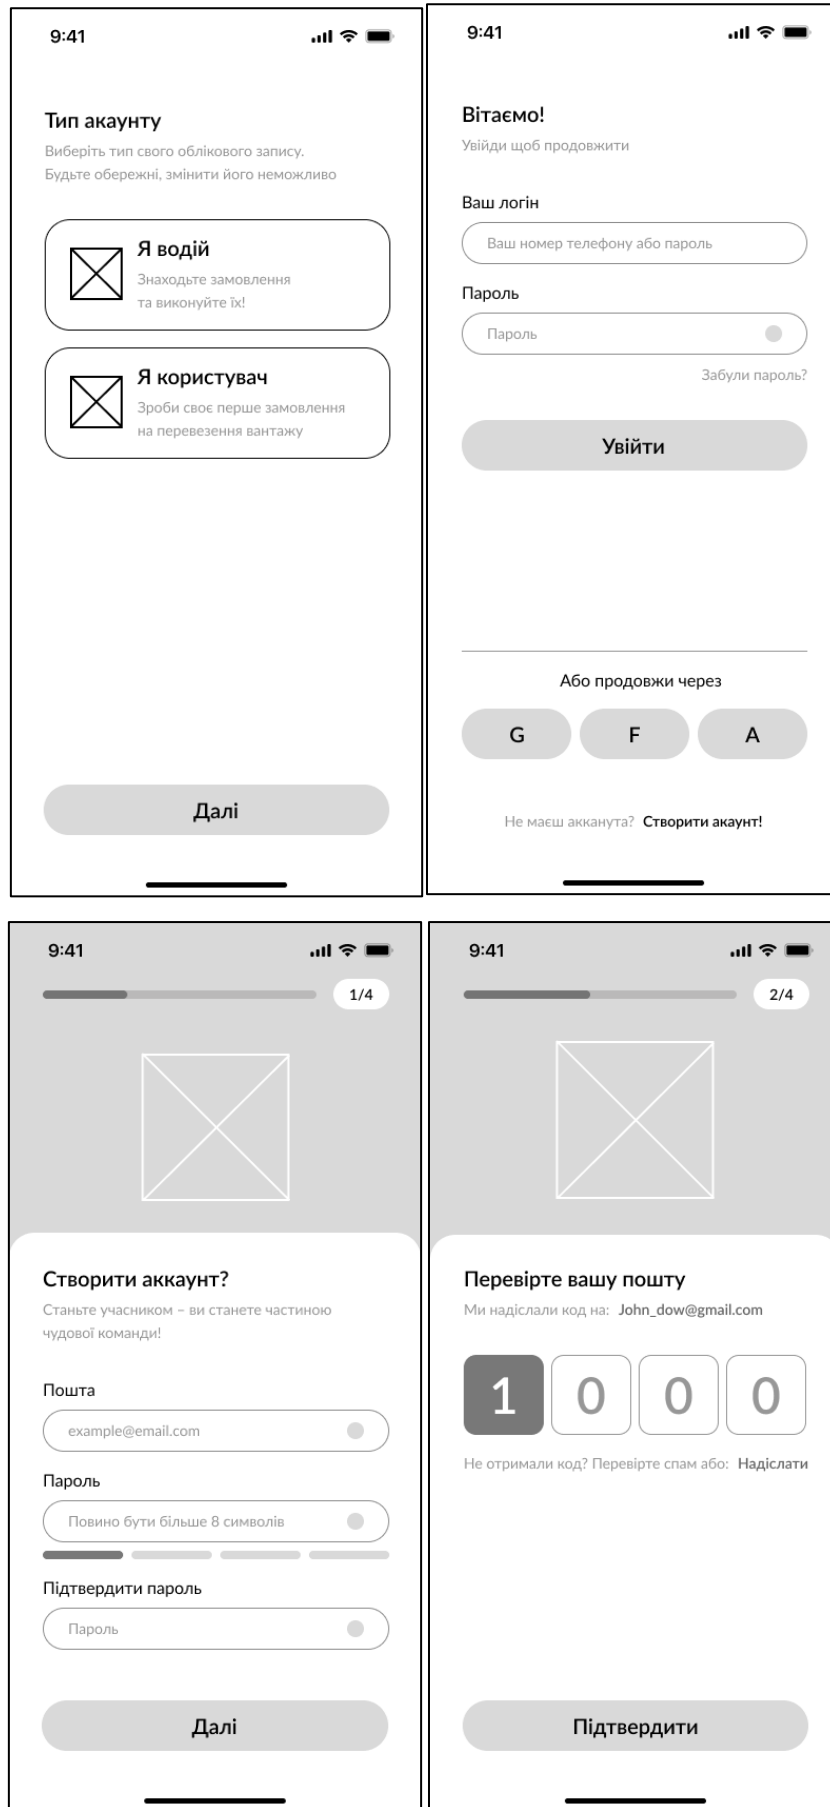 9:41
Тип акаунту
Виберіть тип свого облікового запису.
Будьте обережні, змінити його неможливо
Я водій
Знаходьте замовлення
та виконуйте їх!
Я користувач
Зроби своє перше замовлення
на перевезення вантажу
Далі
9:41
Вітаємо!
Увійди щоб продовжити
Ваш логін
Ваш номер телефону або пароль
Пароль
Пароль
Забули пароль?
Увійти
Або продовжи через
G F A
Не маєш акканута? Створити акаунт!
9:41
1/4
Створити аккаунт?
Станьте учасником – ви станете частиною
чудової команди!
Пошта
example@email.com
Пароль
Повино бути більше 8 символів
Підтвердити пароль
Пароль
Далі
9:41
2/4
Перевірте вашу пошту
Ми надіслали код на: John_dow@gmail.com
1 0 0 0
Не отримали код? Перевірте спам або: Надіслати
Підтвердити